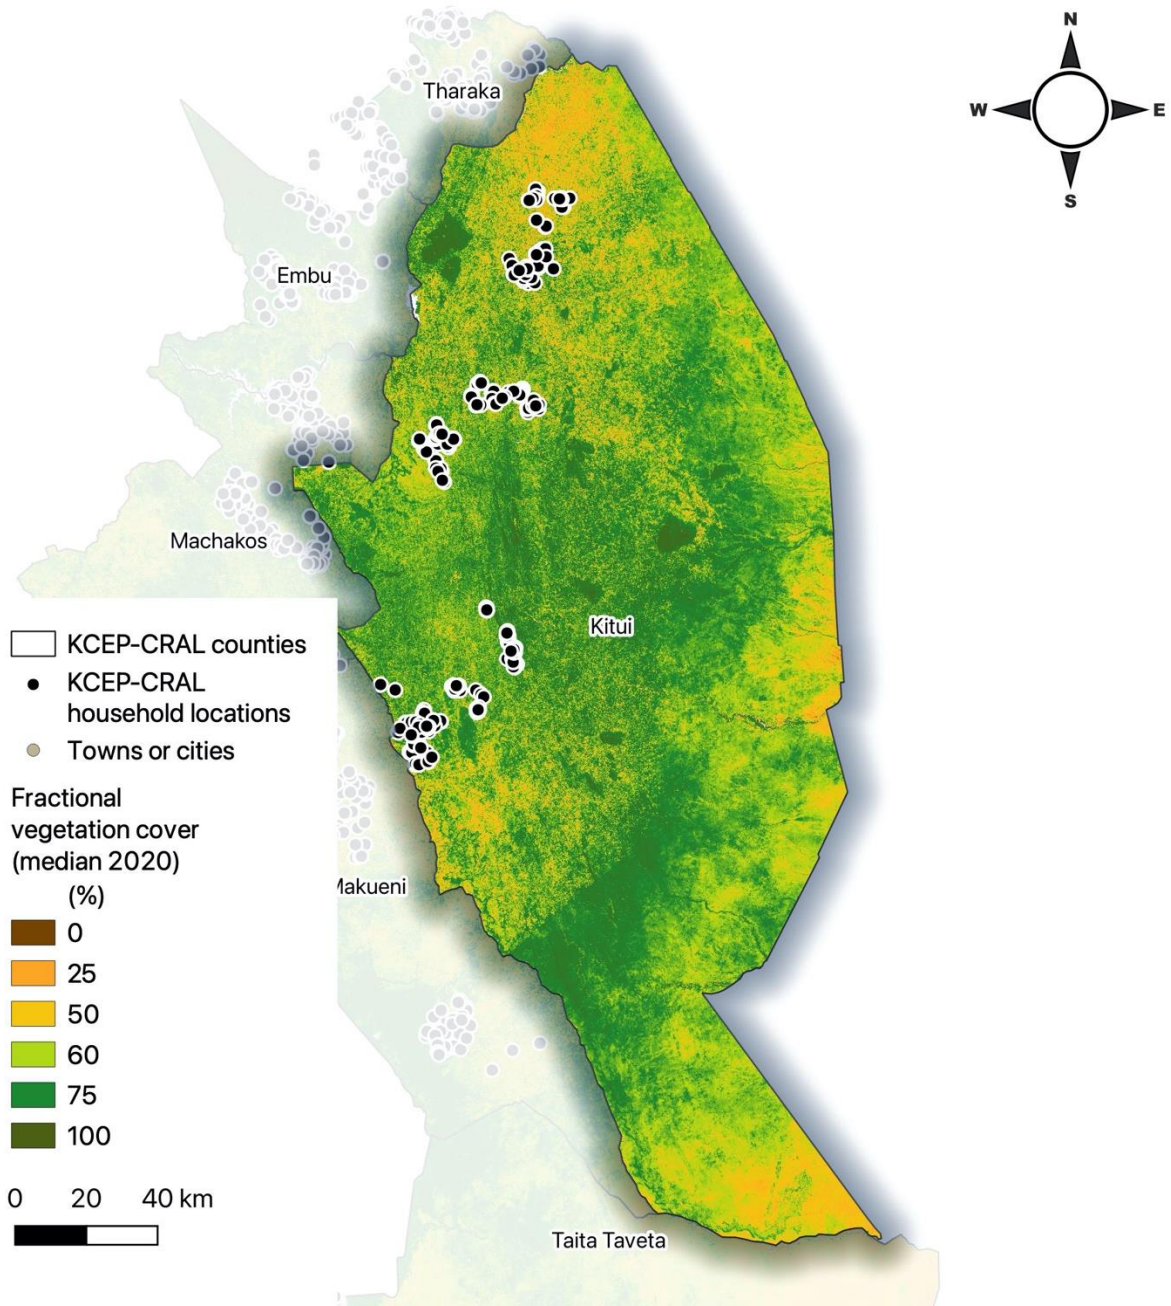 N
W E
S
Tharaka
Embu
Machakos
Kitui
KCEP-CRAL counties
KCEP-CRAL
household locations
Towns or cities
Fractional
vegetation cover
(median 2020)
(%)
Makueni
0
25
50
60
75
100
0 20 40 km
Taita Taveta